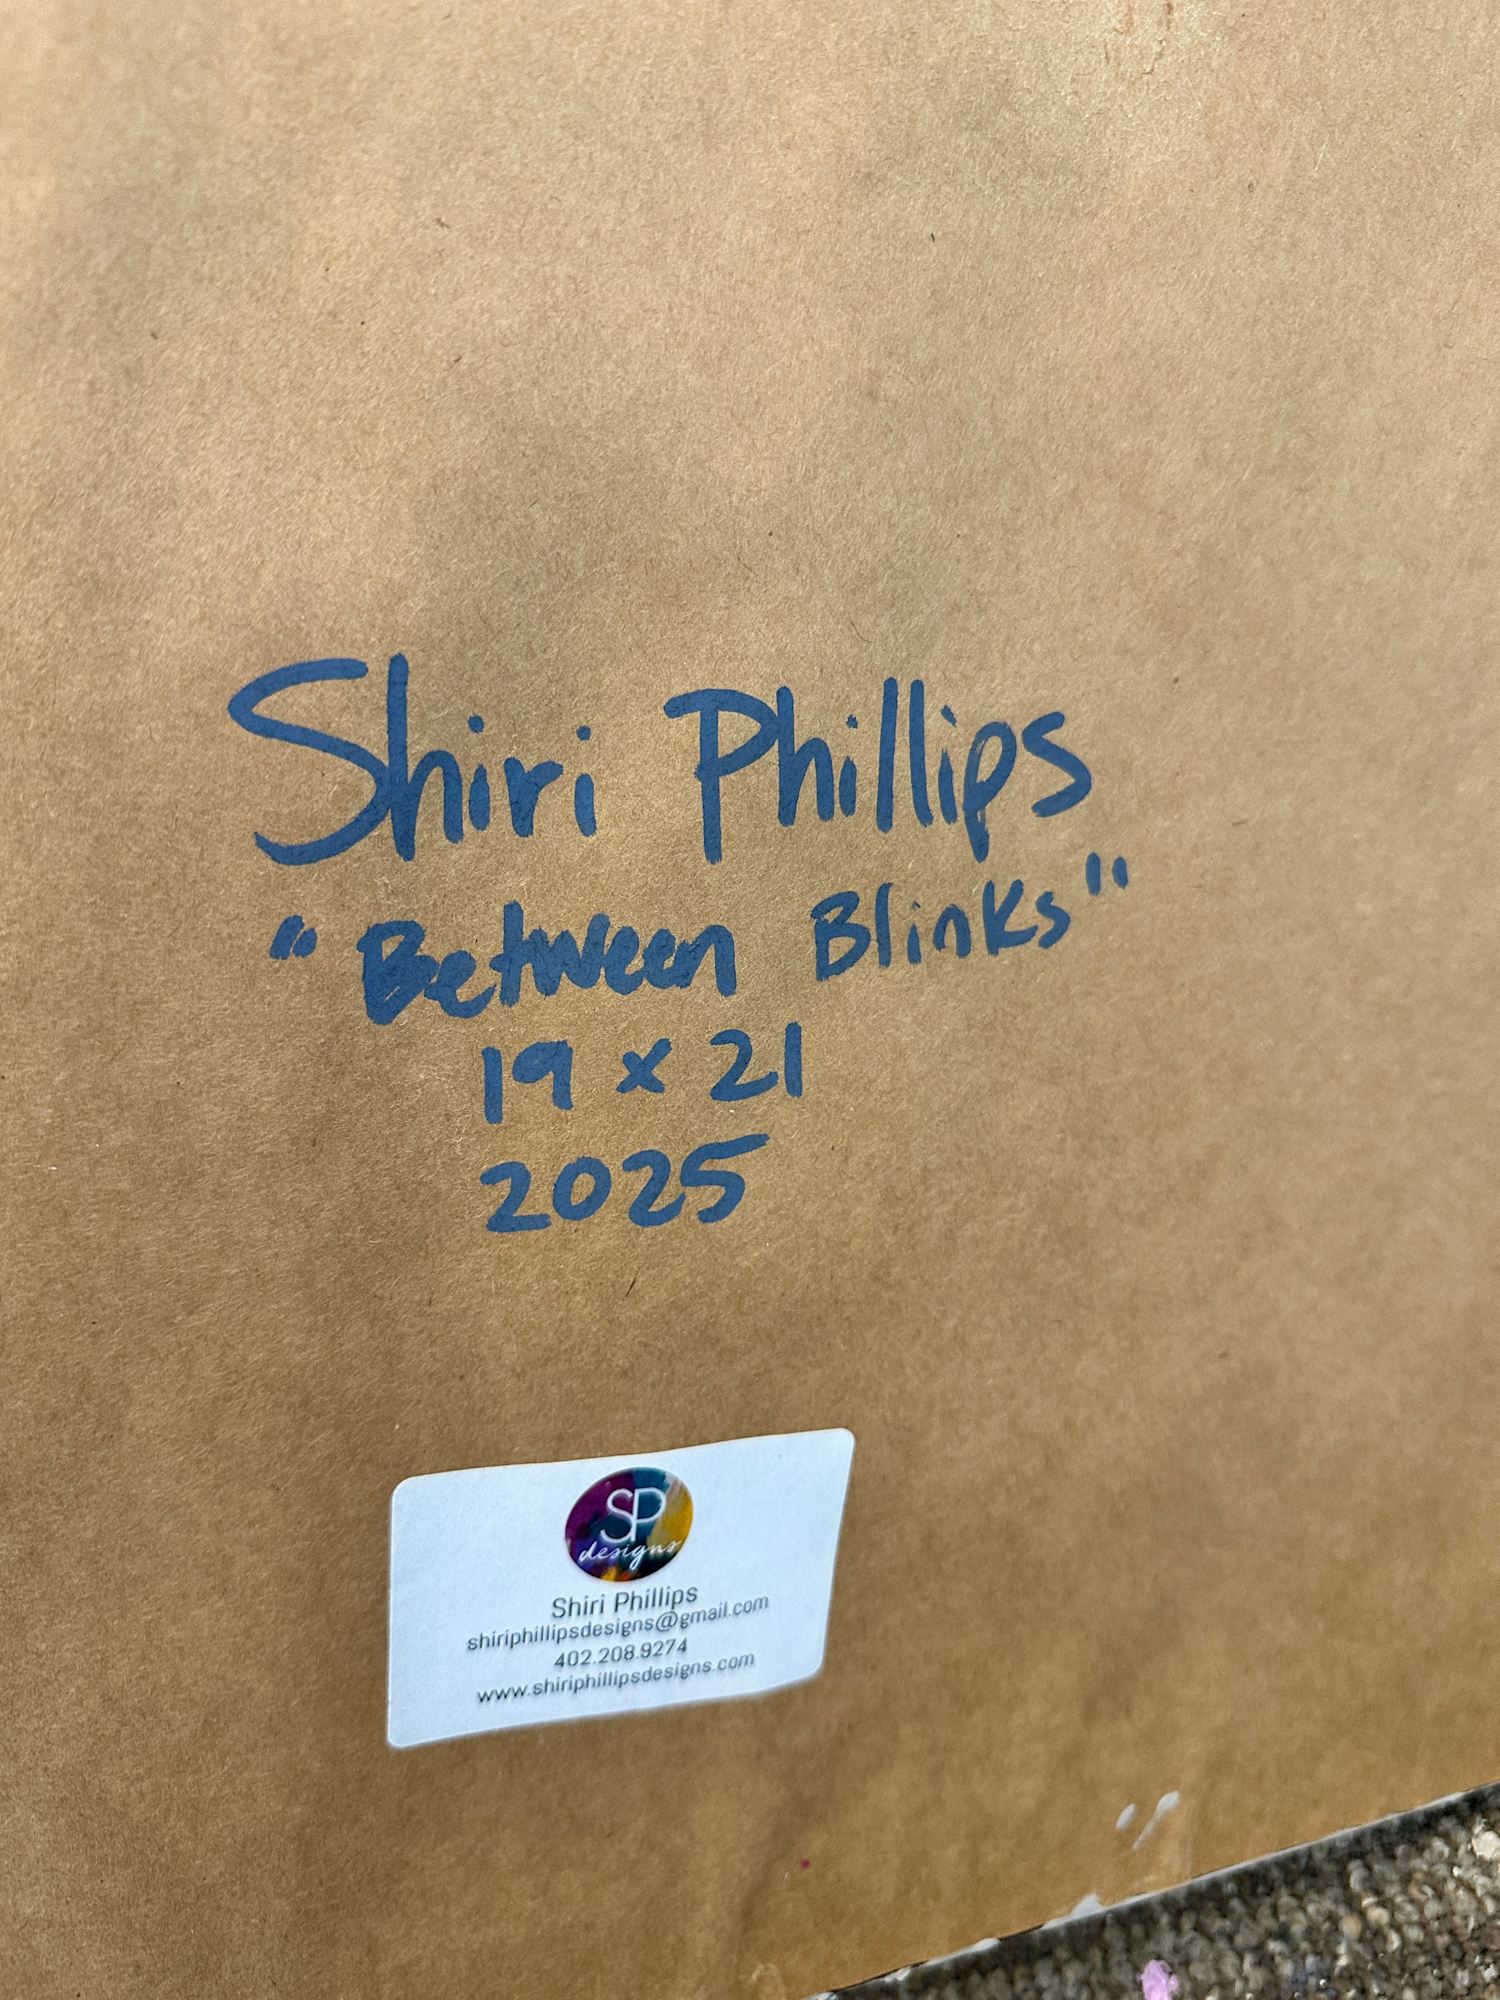 Shiri Phillips
"Between Blinks"
19 x 21
2025
SP
designs
Shiri Phillips
shiriphillipsdesigns@gmail.com
402.208.9274
www.shiriphillipsdesigns.com